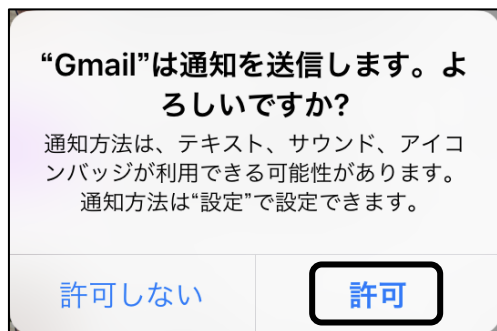 “Gmail”は通知を送信します。よ
ろしいですか?
通知方法は、テキスト、サウンド、アイコ
ンバッジが利用できる可能性があります。
通知方法は“設定”で設定できます。
許可しない
許可